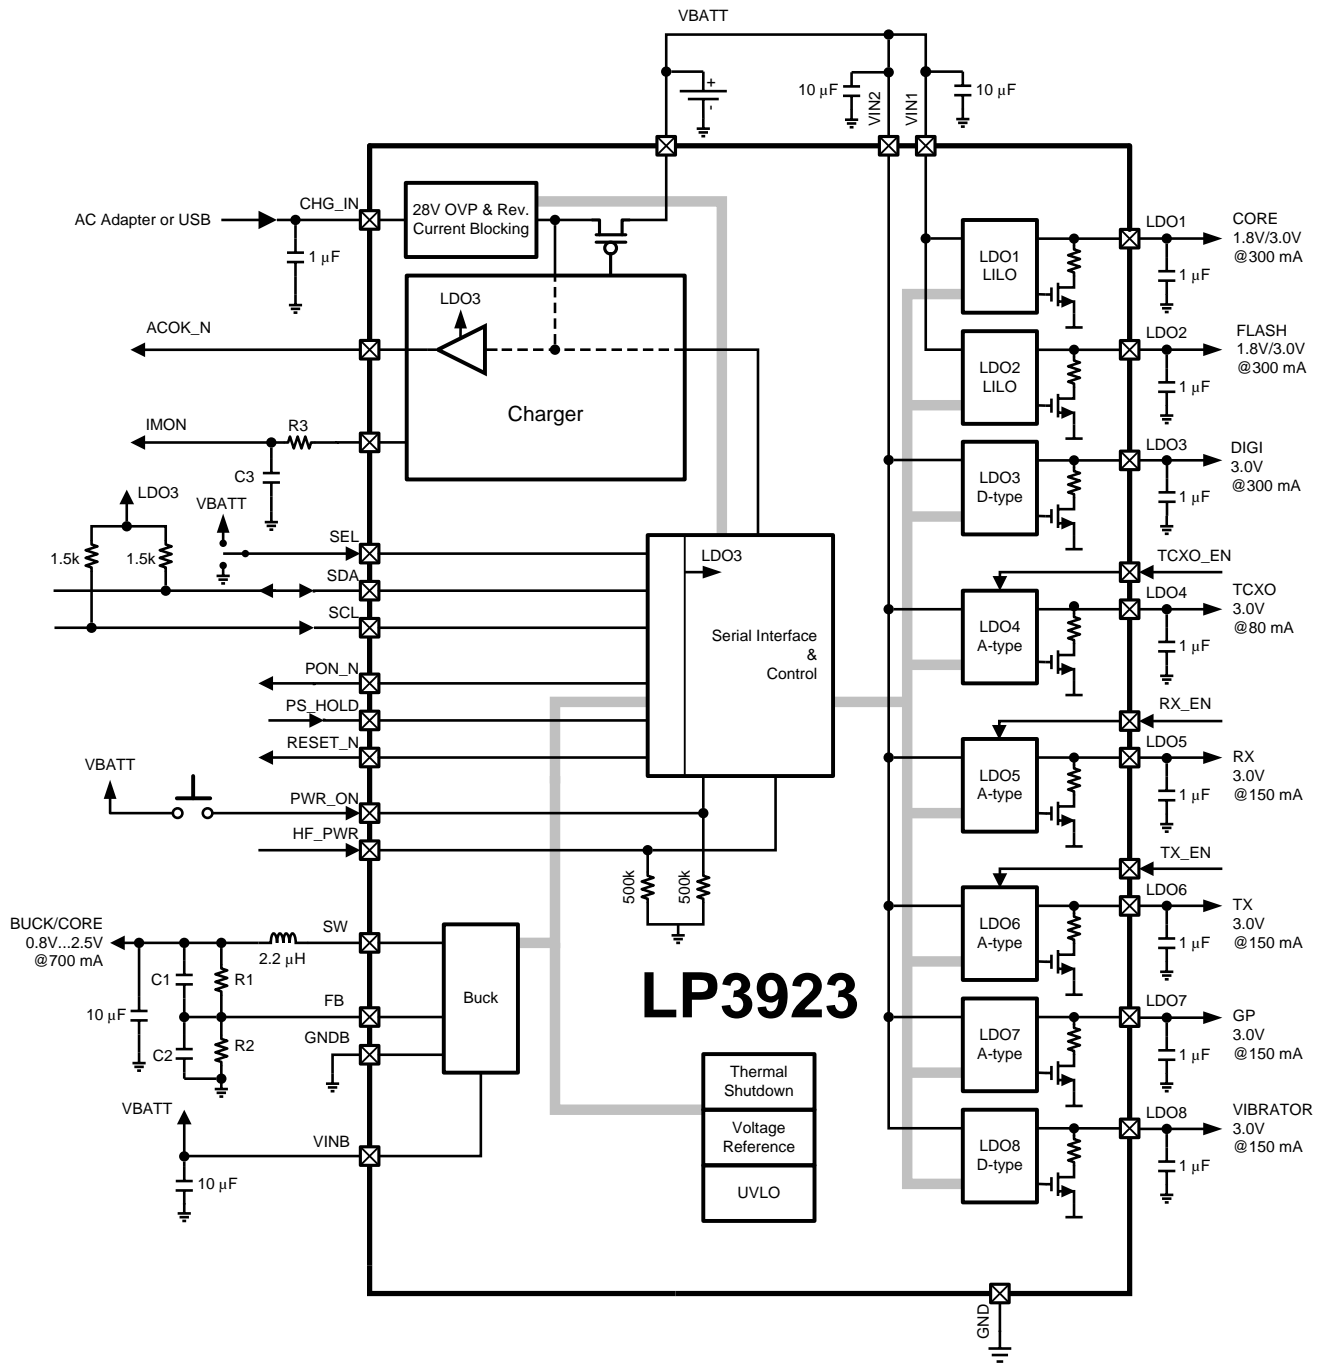 VBATT
10 µF
VIN2
VIN1
10 µF
+
-
AC Adapter or USB
CHG_IN
1 µF
28V OVP & Rev.
Current Blocking
ACOK_N
LDO3
Charger
IMON
R3
C3
LDO3
VBATT
1.5k
1.5k
SEL
SDA
SCL
PON_N
PS_HOLD
RESET_N
VBATT
PWR_ON
HF_PWR
LDO3
Serial Interface
&
Control
500k
500k
BUCK/CORE
0.8V...2.5V
@700 mA
SW
2.2 µH
C1
R1
10 µF
FB
C2
R2
GNDB
Buck
VBATT
VINB
10 µF
LP3923
Thermal
Shutdown
Voltage
Reference
UVLO
LDO1
LILO
LDO1
CORE
1.8V/3.0V
@300 mA
1 µF
LDO2
LILO
LDO2
FLASH
1.8V/3.0V
@300 mA
1 µF
LDO3
D-type
LDO3
DIGI
3.0V
@300 mA
1 µF
TCXO_EN
LDO4
A-type
LDO4
TCXO
3.0V
@80 mA
1 µF
RX_EN
LDO5
A-type
LDO5
RX
3.0V
@150 mA
1 µF
TX_EN
LDO6
A-type
LDO6
TX
3.0V
@150 mA
1 µF
LDO7
A-type
LDO7
GP
3.0V
@150 mA
1 µF
LDO8
D-type
LDO8
VIBRATOR
3.0V
@150 mA
1 µF
GND